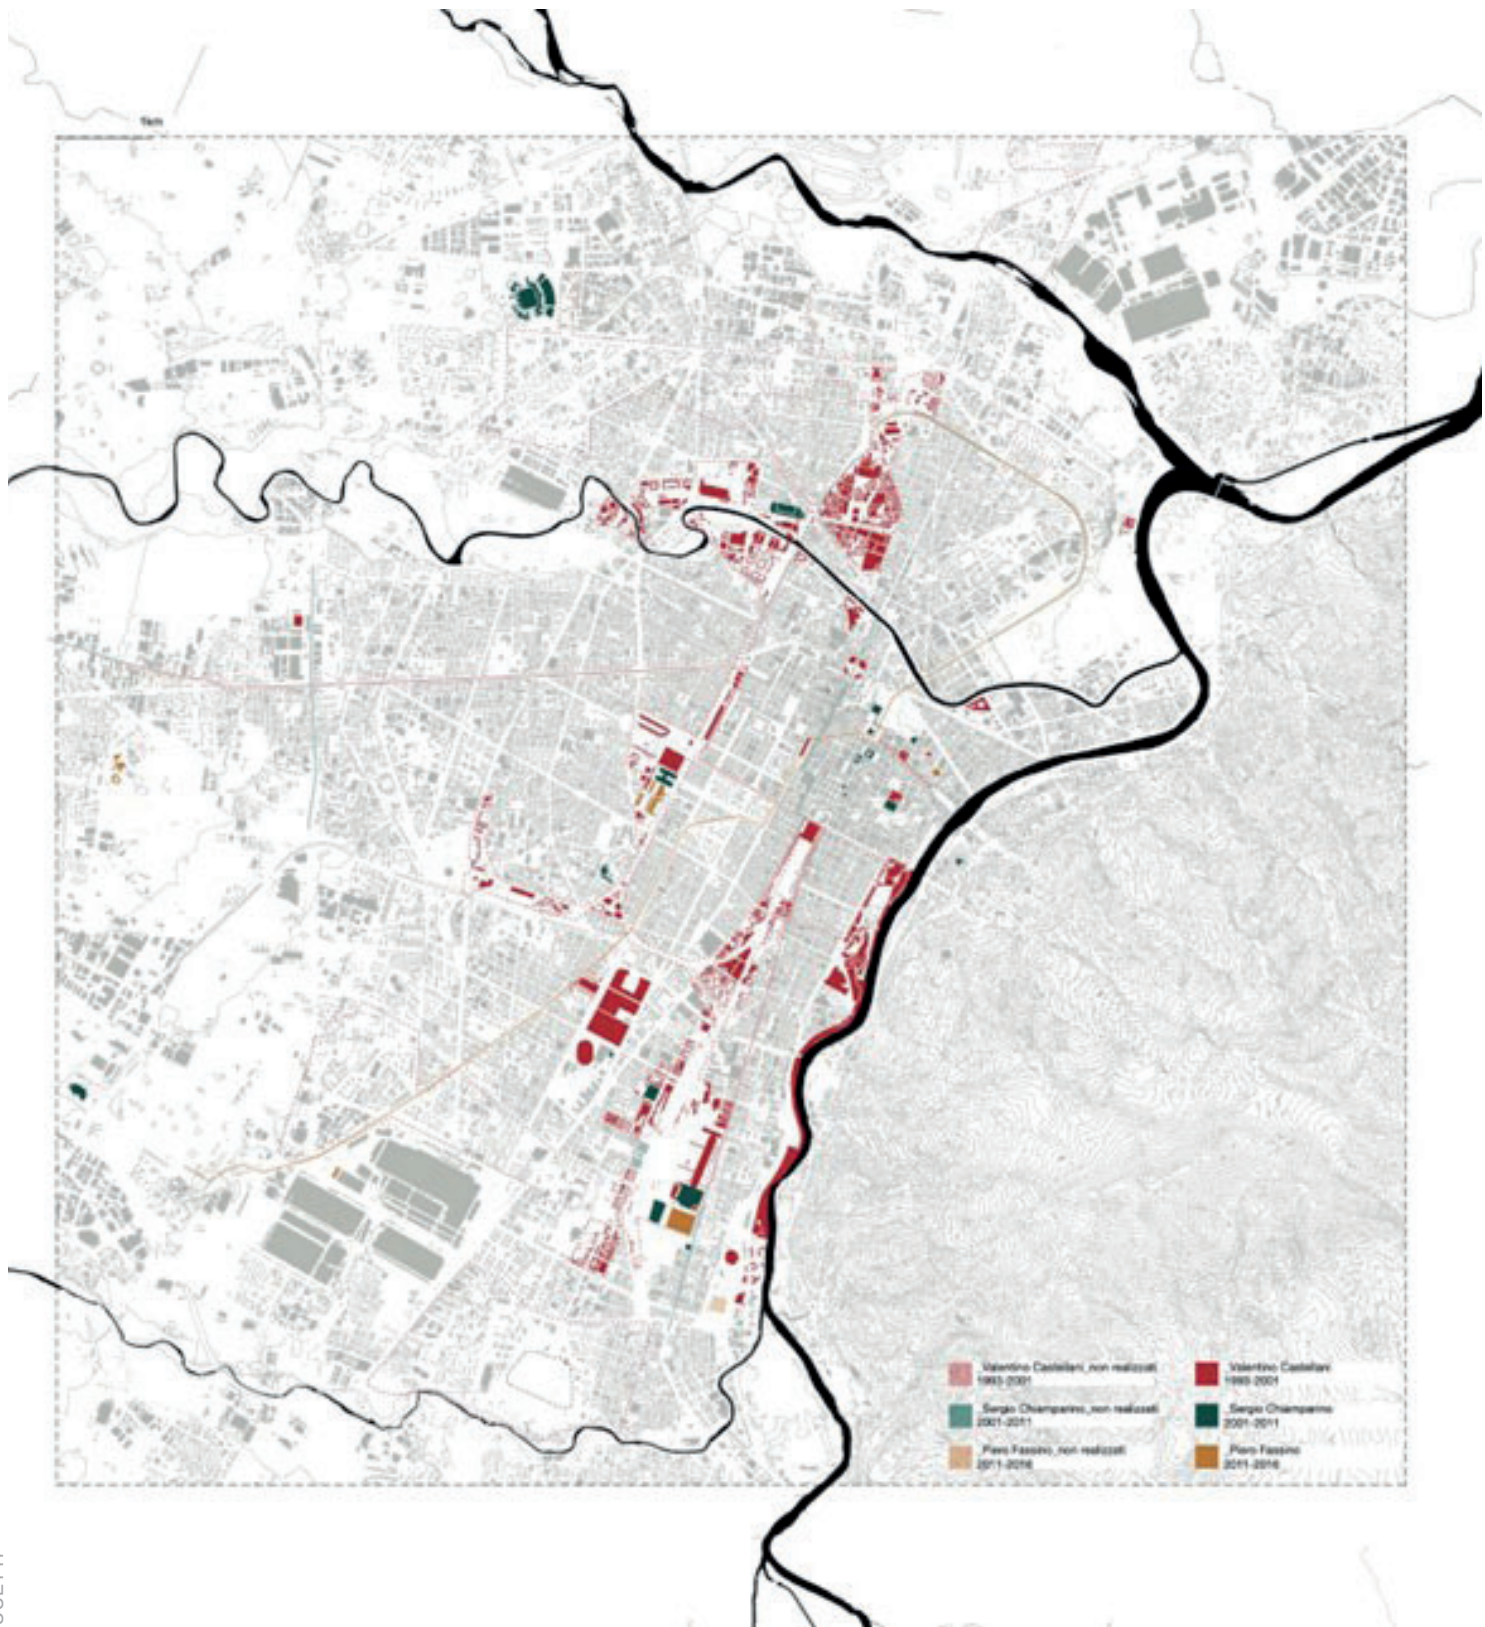 1km
_Valentino Castellani_non realizzati
1993-2001
_Valentino Castellani
1993-2001
_Sergio Chiamparino_non realizzati
2001-2011
_Sergio Chiamparino
2001-2011
_Piero Fassino_non realizzati
2011-2016
_Piero Fassino
2011-2016